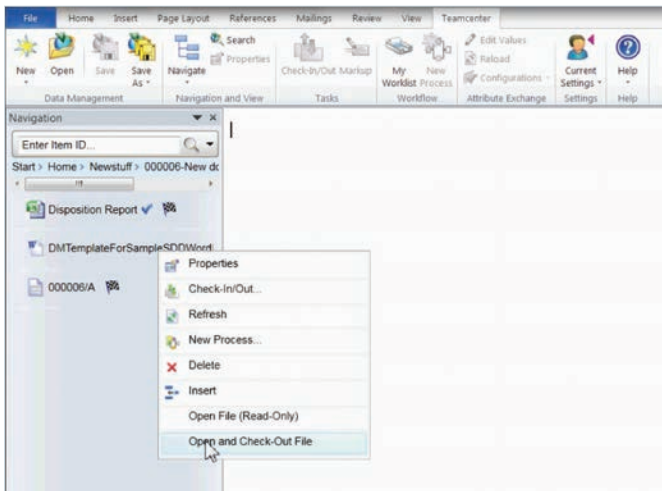 File Home Insert Page Layout References Mailings Review View Teamcenter
New Open Save Save As Navigate Search Properties Check-In/Out Markup My Worklist New Process Edit Values Reload Configurations Current Settings Help
Data Management Navigation and View Tasks Workflow Attribute Exchange Settings Help
Navigation
Enter Item ID...
Start > Home > Newstuff > 000006-New dc
Disposition Report
DMTemplateForSampleSDDWord
000006/A
Properties
Check-In/Out...
Refresh
New Process...
Delete
Insert
Open File (Read-Only)
Open and Check-Out File